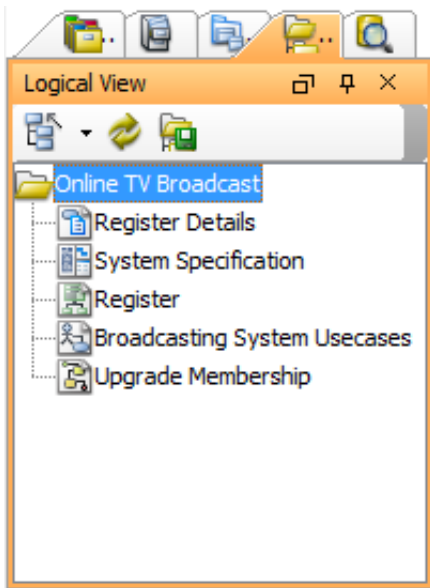 Logical View
Online TV Broadcast
Register Details
System Specification
Register
Broadcasting System Usecases
Upgrade Membership